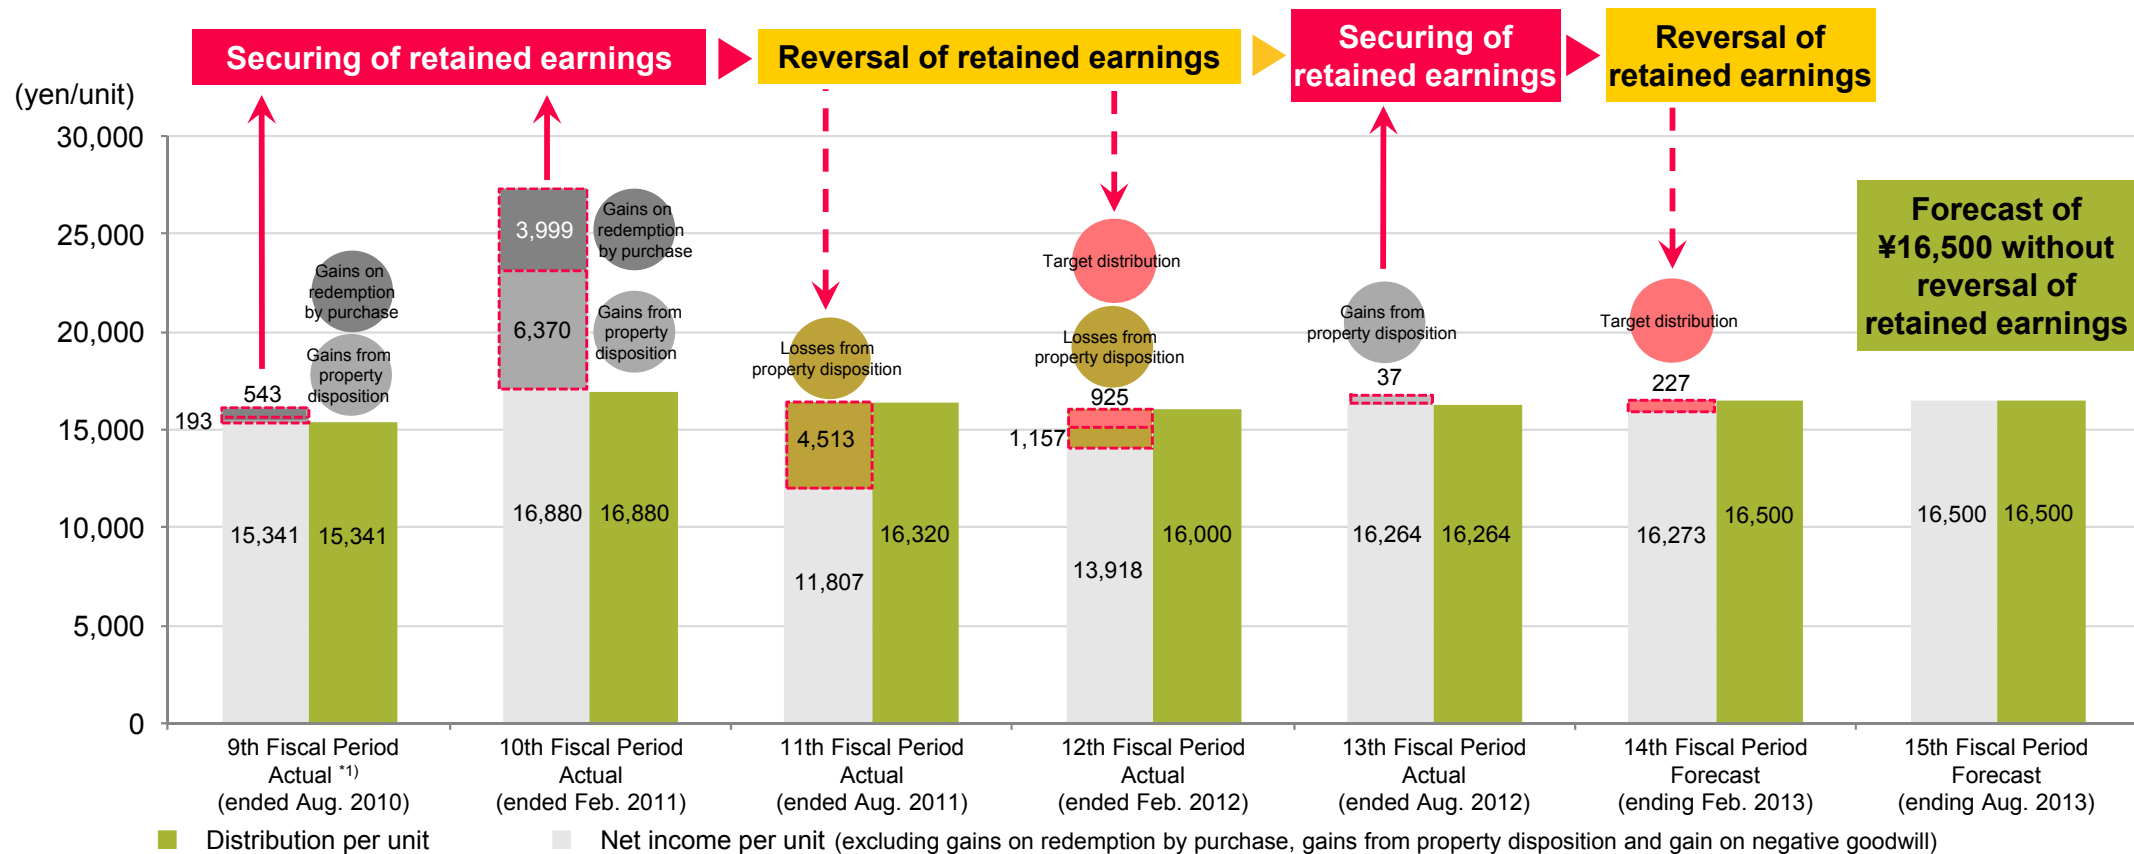 Securing of retained earnings
Reversal of retained earnings
Securing of
retained earnings
Reversal of
retained earnings
(yen/unit)
30,000
25,000
20,000
15,000
10,000
5,000
0
Gains on
redemption
by purchase
Gains from
property
disposition
543
193
15,341
15,341
3,999
6,370
Gains on
redemption
by purchase
Gains from
property
disposition
16,880
16,880
Losses from
property disposition
4,513
11,807
16,320
Target distribution
Losses from
property disposition
925
1,157
13,918
16,000
Gains from
property disposition
37
16,264
16,264
Target distribution
227
16,273
16,500
Forecast of
¥16,500 without
reversal of
retained earnings
16,500
16,500
9th Fiscal Period
Actual *1)
(ended Aug. 2010)
10th Fiscal Period
Actual
(ended Feb. 2011)
11th Fiscal Period
Actual
(ended Aug. 2011)
12th Fiscal Period
Actual
(ended Feb. 2012)
13th Fiscal Period
Actual
(ended Aug. 2012)
14th Fiscal Period
Forecast
(ending Feb. 2013)
15th Fiscal Period
Forecast
(ending Aug. 2013)
Distribution per unit
Net income per unit (excluding gains on redemption by purchase, gains from property disposition and gain on negative goodwill)